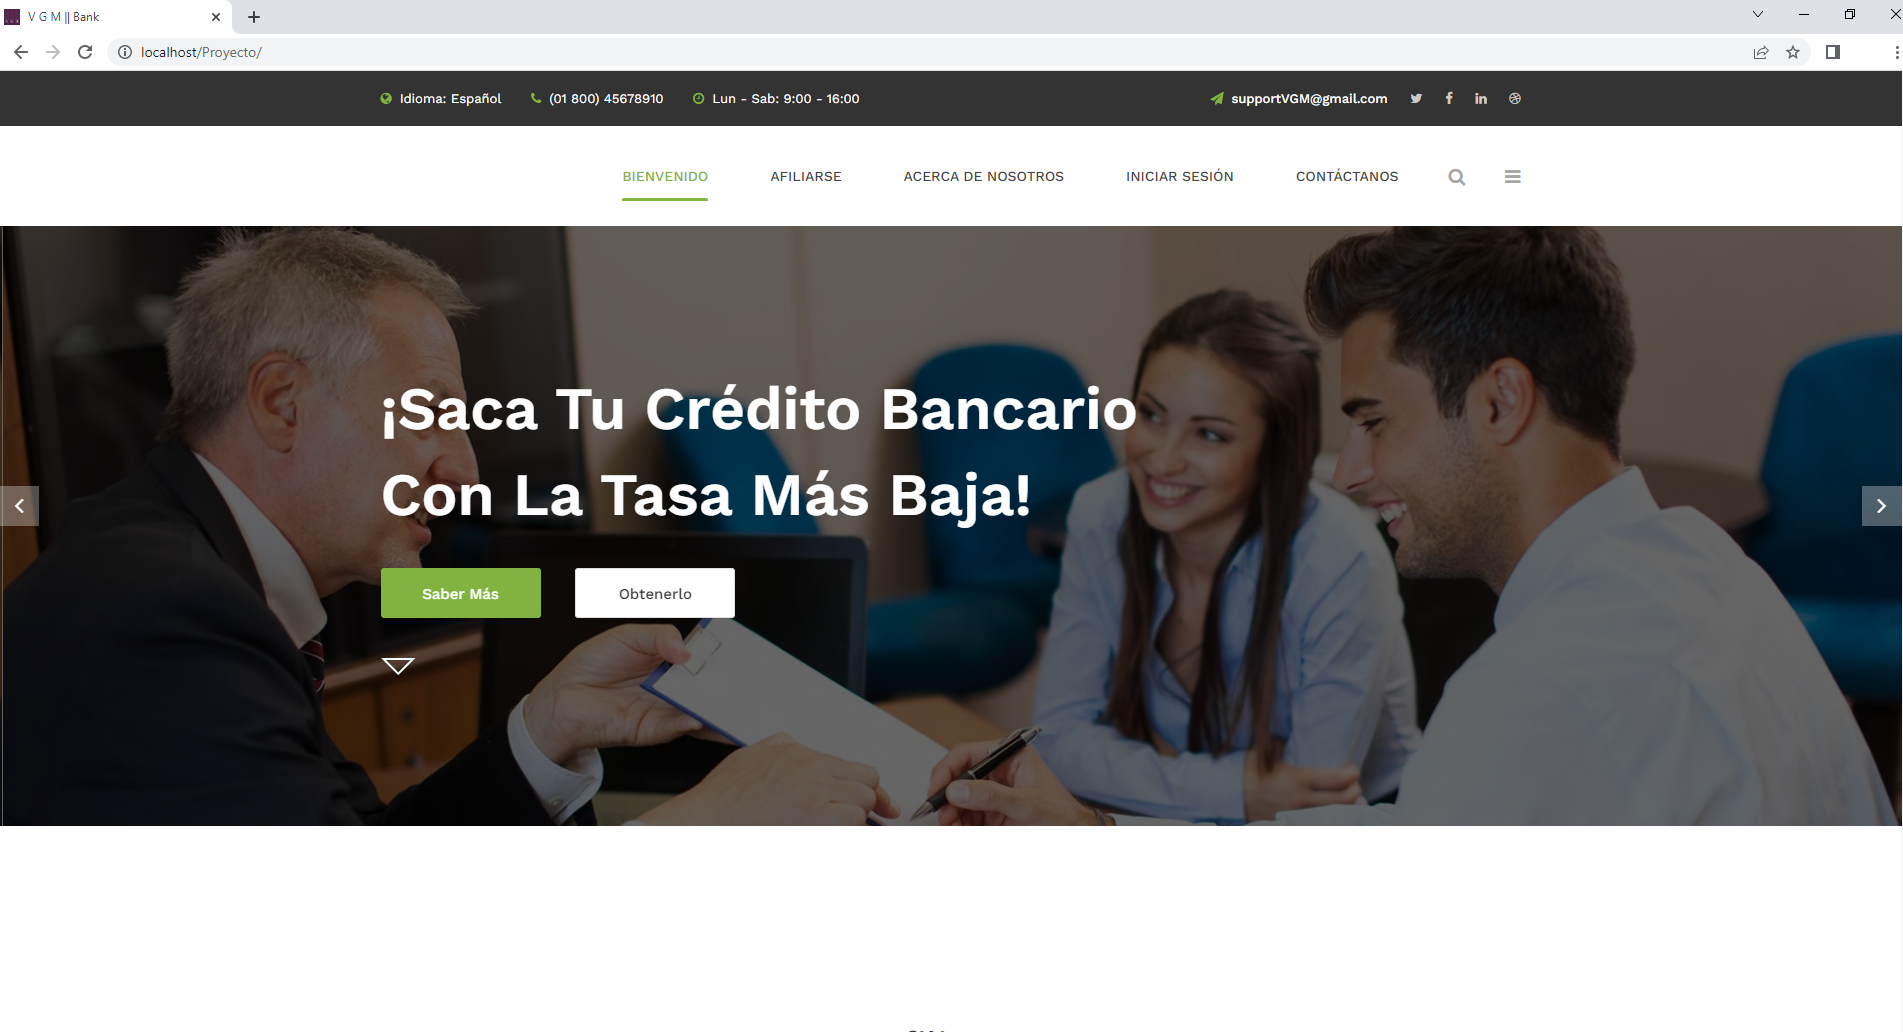 V G M || Bank
localhost/Proyecto/
Idioma: Español (01 800) 45678910 Lun - Sab: 9:00 - 16:00 supportVGM@gmail.com
BIENVENIDO AFILIARSE ACERCA DE NOSOTROS INICIAR SESIÓN CONTÁCTANOS
¡Saca Tu Crédito Bancario
Con La Tasa Más Baja!
Saber Más Obtenerlo